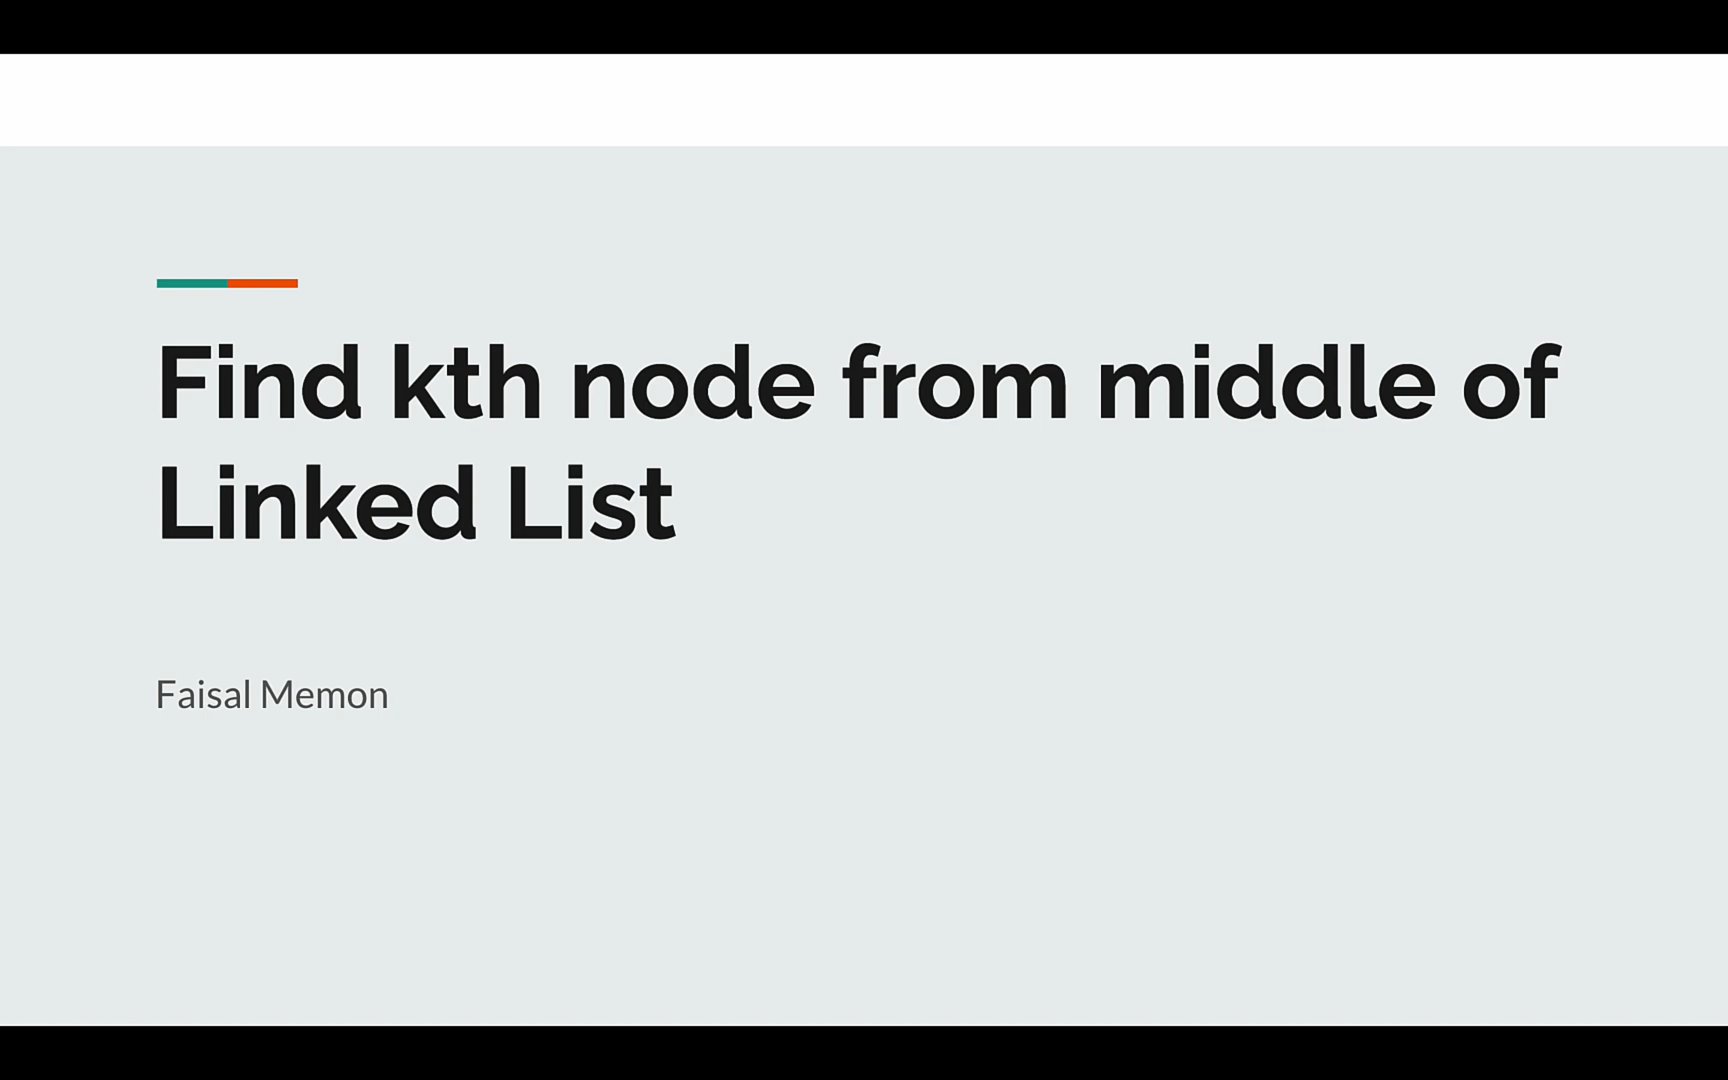 Find kth node from middle of
Linked List
Faisal Memon